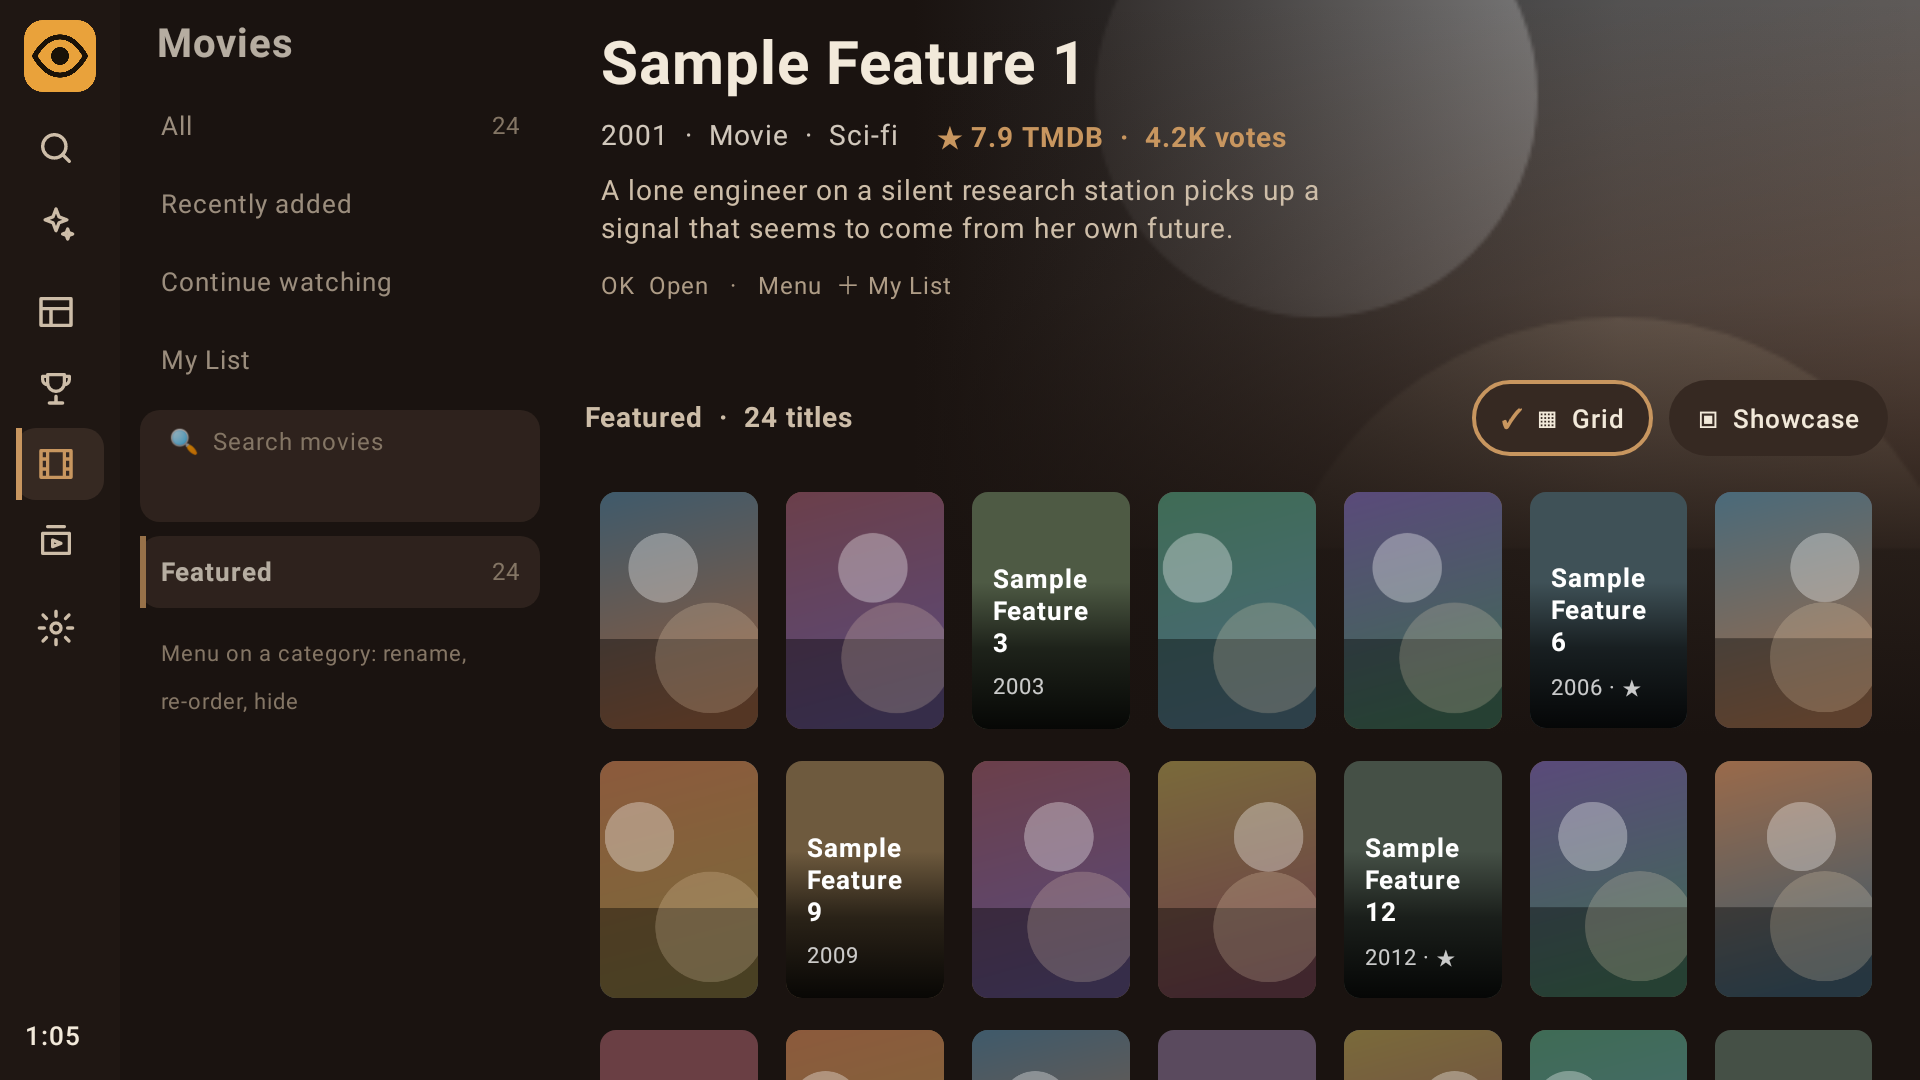 Movies
All 24
Recently added
Continue watching
My List
🔍 Search movies
Featured 24
Menu on a category: rename,
re-order, hide
1:05
Sample Feature 1
2001 · Movie · Sci-fi ★ 7.9 TMDB · 4.2K votes
A lone engineer on a silent research station picks up a
signal that seems to come from her own future.
OK Open · Menu + My List
Featured · 24 titles
✓ ▦ Grid
▣ Showcase
Sample
Feature
3
2003
Sample
Feature
6
2006 · ★
Sample
Feature
9
2009
Sample
Feature
12
2012 · ★